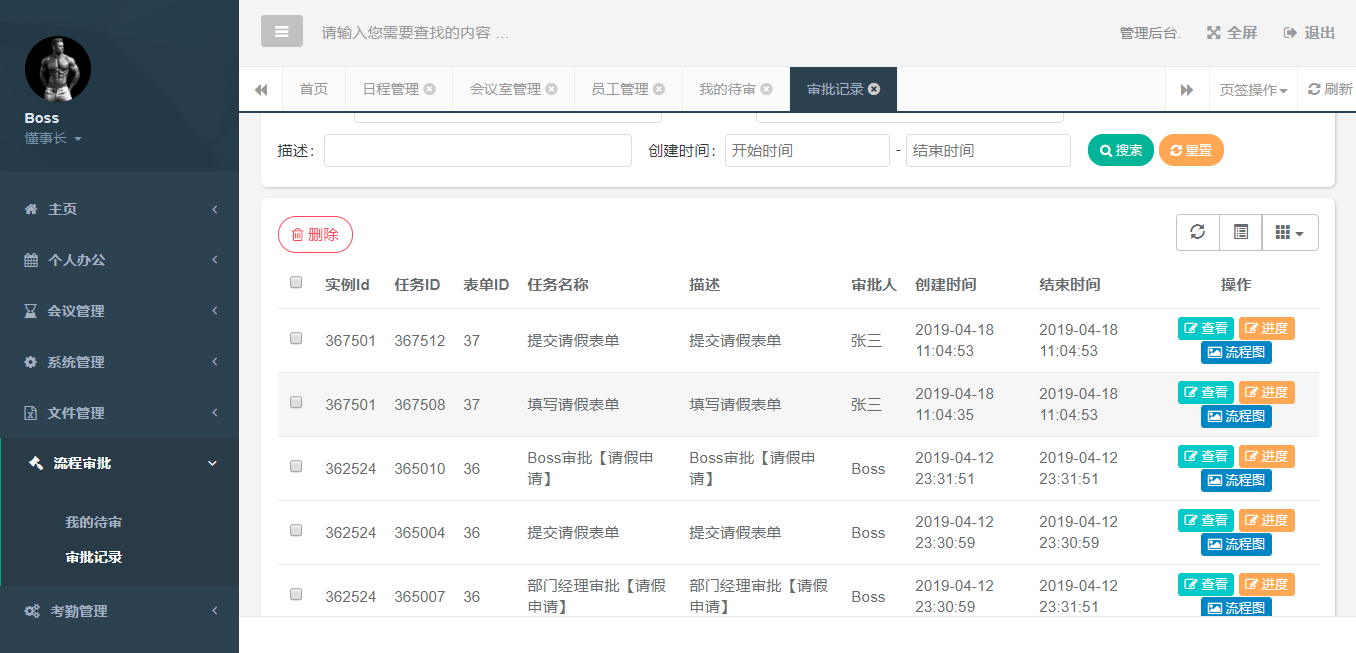 Boss
懂事长
主页
个人办公
会议管理
系统管理
文件管理
流程审批
我的待审
审批记录
考勤管理
请输入您需要查找的内容 …
管理后台.
全屏
退出
首页
日程管理
会议室管理
员工管理
我的待审
审批记录
页签操作
刷新
描述：
创建时间：
开始时间
-
结束时间
搜索
重置
删除
实例Id 任务ID 表单ID 任务名称 描述 审批人 创建时间 结束时间 操作
367501 367512 37 提交请假表单 提交请假表单 张三 2019-04-18 11:04:53 2019-04-18 11:04:53 查看 进度 流程图
367501 367508 37 填写请假表单 填写请假表单 张三 2019-04-18 11:04:35 2019-04-18 11:04:53 查看 进度 流程图
362524 365010 36 Boss审批【请假申请】 Boss审批【请假申请】 Boss 2019-04-12 23:31:51 2019-04-12 23:31:51 查看 进度 流程图
362524 365004 36 提交请假表单 提交请假表单 Boss 2019-04-12 23:30:59 2019-04-12 23:30:59 查看 进度 流程图
362524 365007 36 部门经理审批【请假申请】 部门经理审批【请假申请】 Boss 2019-04-12 23:30:59 2019-04-12 23:31:51 查看 进度 流程图